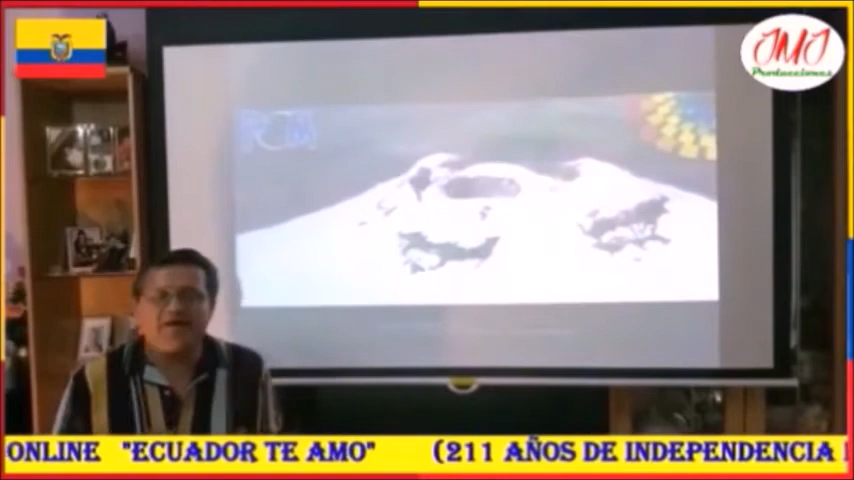 JMJ
Producciones
ONLINE "ECUADOR TE AMO" (211 AÑOS DE INDEPENDENCIA